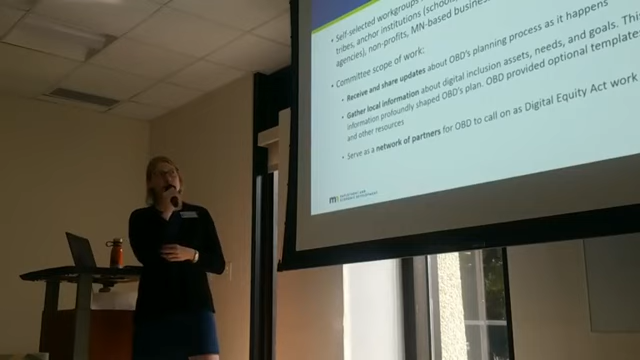 • Self-selected workgroups
tribes, anchor institutions (schools,
agencies), non-profits, MN-based business
• Committee scope of work:
• Receive and share updates about OBD's planning process as it happens
• Gather local information about digital inclusion assets, needs, and goals. This
information profoundly shaped OBD's plan. OBD provided optional template
and other resources
• Serve as a network of partners for OBD to call on as Digital Equity Act work